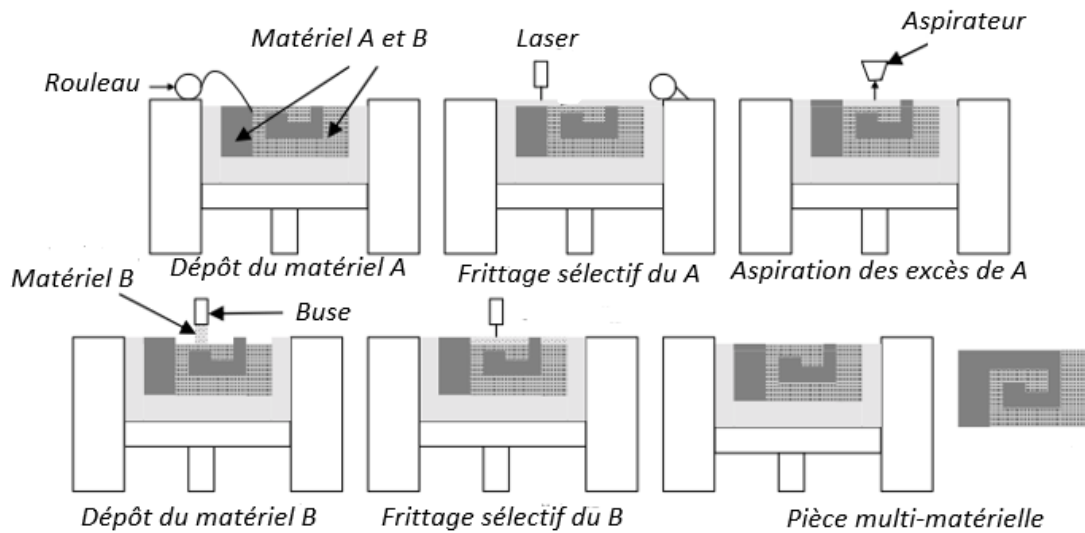 Matériel A et B
Laser
Aspirateur
Rouleau
Dépôt du matériel A
Frittage sélectif du A
Aspiration des excès de A
Matériel B
Buse
Dépôt du matériel B
Frittage sélectif du B
Pièce multi-matérielle